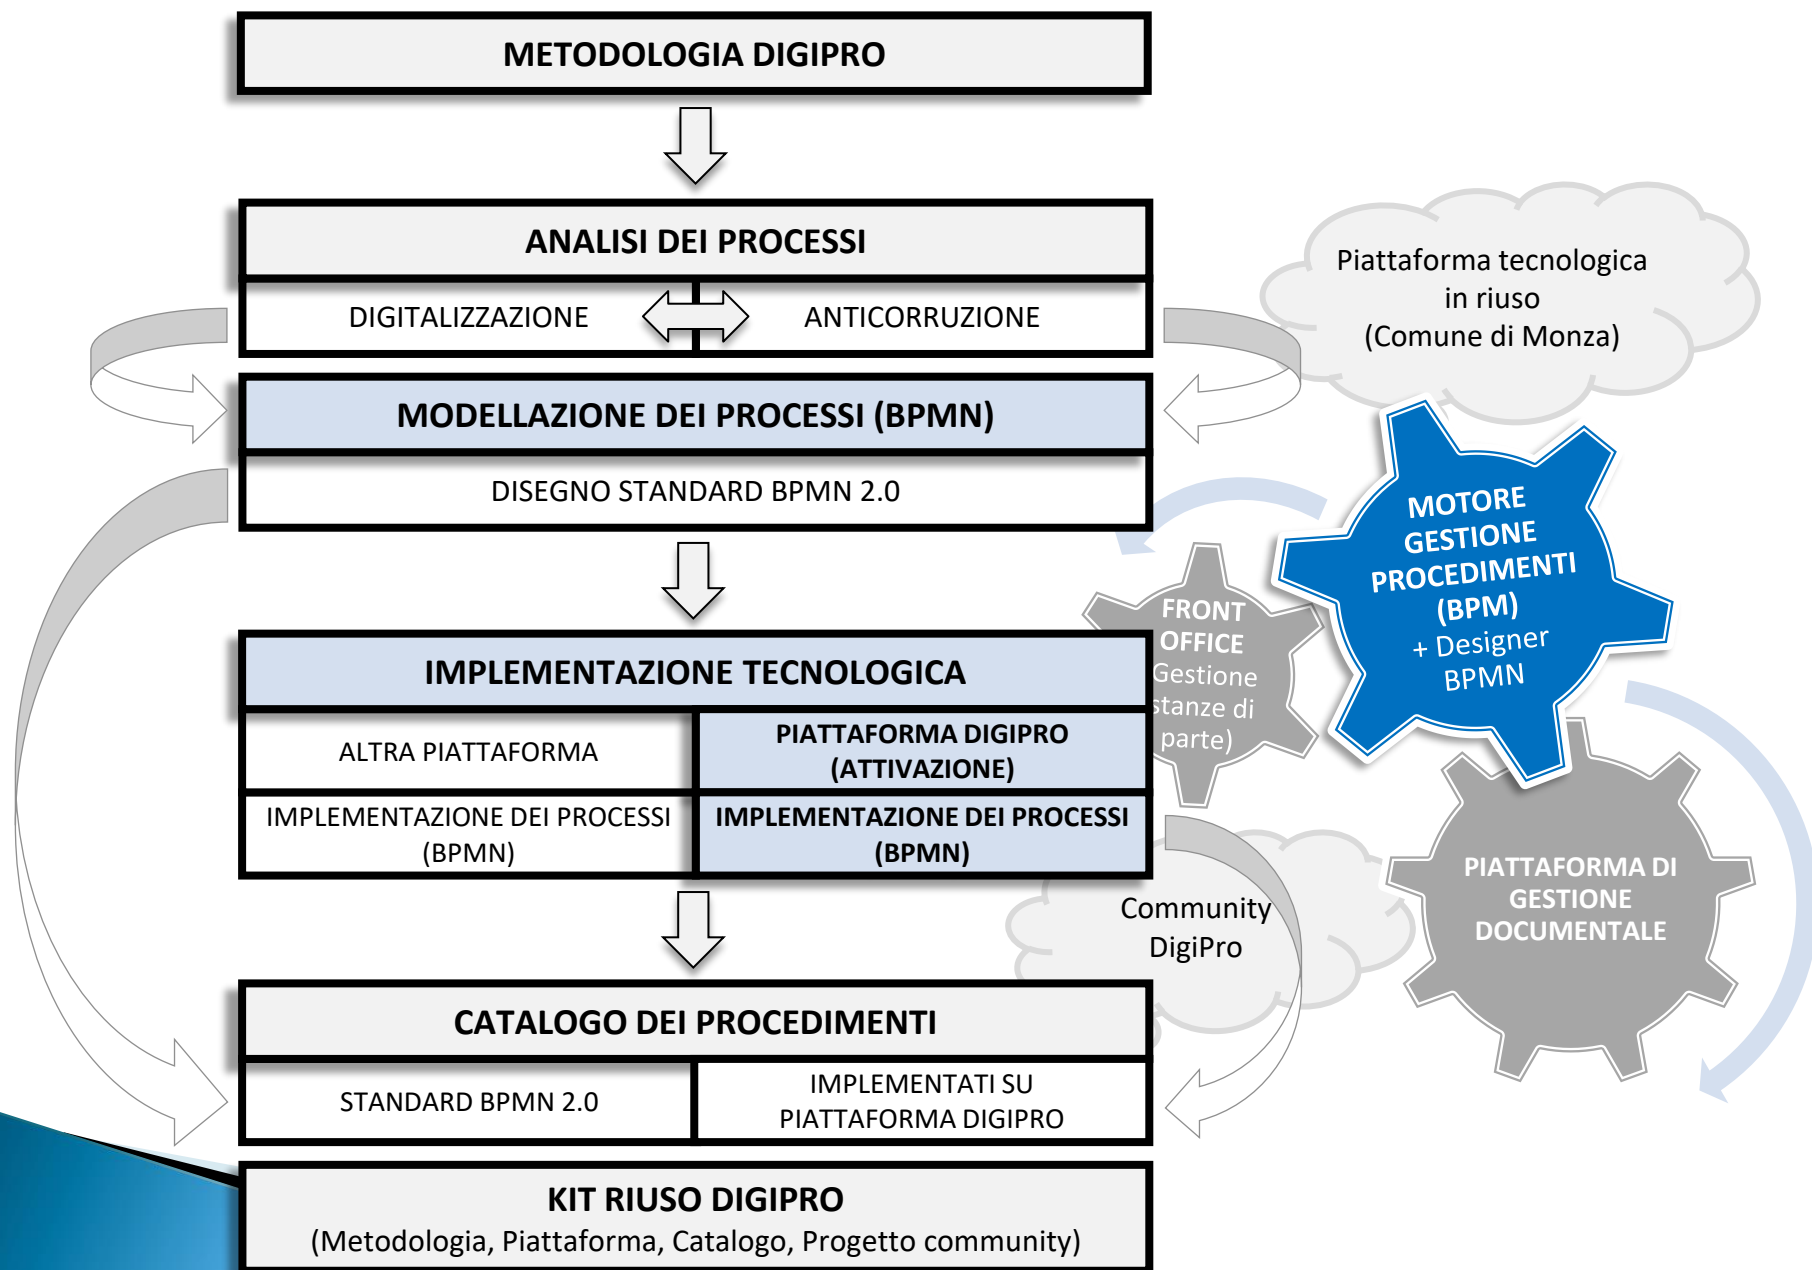 METODOLOGIA DIGIPRO
ANALISI DEI PROCESSI
DIGITALIZZAZIONE
ANTICORRUZIONE
Piattaforma tecnologica
in riuso
(Comune di Monza)
MODELLAZIONE DEI PROCESSI (BPMN)
DISEGNO STANDARD BPMN 2.0
MOTORE
GESTIONE
PROCEDIMENTI
(BPM)
+ Designer
BPMN
FRONT
OFFICE
Gestione
stanze di
parte)
IMPLEMENTAZIONE TECNOLOGICA
ALTRA PIATTAFORMA
PIATTAFORMA DIGIPRO
(ATTIVAZIONE)
IMPLEMENTAZIONE DEI PROCESSI
(BPMN)
IMPLEMENTAZIONE DEI PROCESSI
(BPMN)
PIATTAFORMA DI
GESTIONE
DOCUMENTALE
Community
DigiPro
CATALOGO DEI PROCEDIMENTI
STANDARD BPMN 2.0
IMPLEMENTATI SU
PIATTAFORMA DIGIPRO
KIT RIUSO DIGIPRO
(Metodologia, Piattaforma, Catalogo, Progetto community)